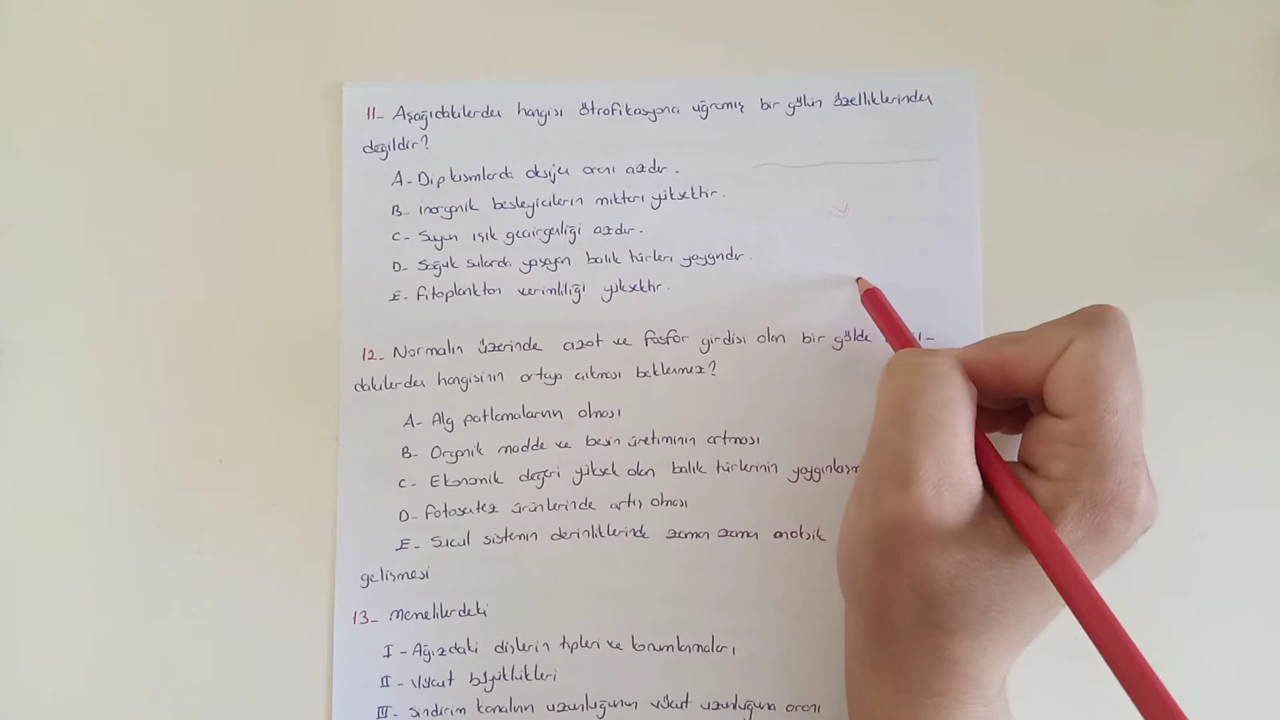 11- Aşağıdakilerden hangisi ötrofikasyona uğramış bir gölün özelliklerinden
değildir?
A- Dip kısımlarda oksijen oranı azdır.
B- inorganik besleyicilerin miktarı yüksektir.
C- Suyun ışık geçirgenliği azdır.
D- Soğuk sularda yaşayan balık türleri yaygındır.
E- Fitoplankton verimliliği yüksektir.
12- Normalin üzerinde azot ve fosfor girdisi olan bir gölde
dakilerden hangisinin ortaya çıkması beklenmez?
A- Alg patlamalarının olması
B- Organik madde ve besin üretiminin artması
C- Ekonomik değeri yüksek olan balık türlerinin
D- Fotosentez ürünlerinde artış olması
E- Sucul sistemin derinliklerinde zaman zaman anoksik
gelişmesi
13- Memelilerdeki
I- Ağızdaki dişlerin tipleri ve konumlanmaları,
II- Vücut büyüklükleri
III- Sindirim kanalının uzunluğunun vücut uzunluğuna oranı